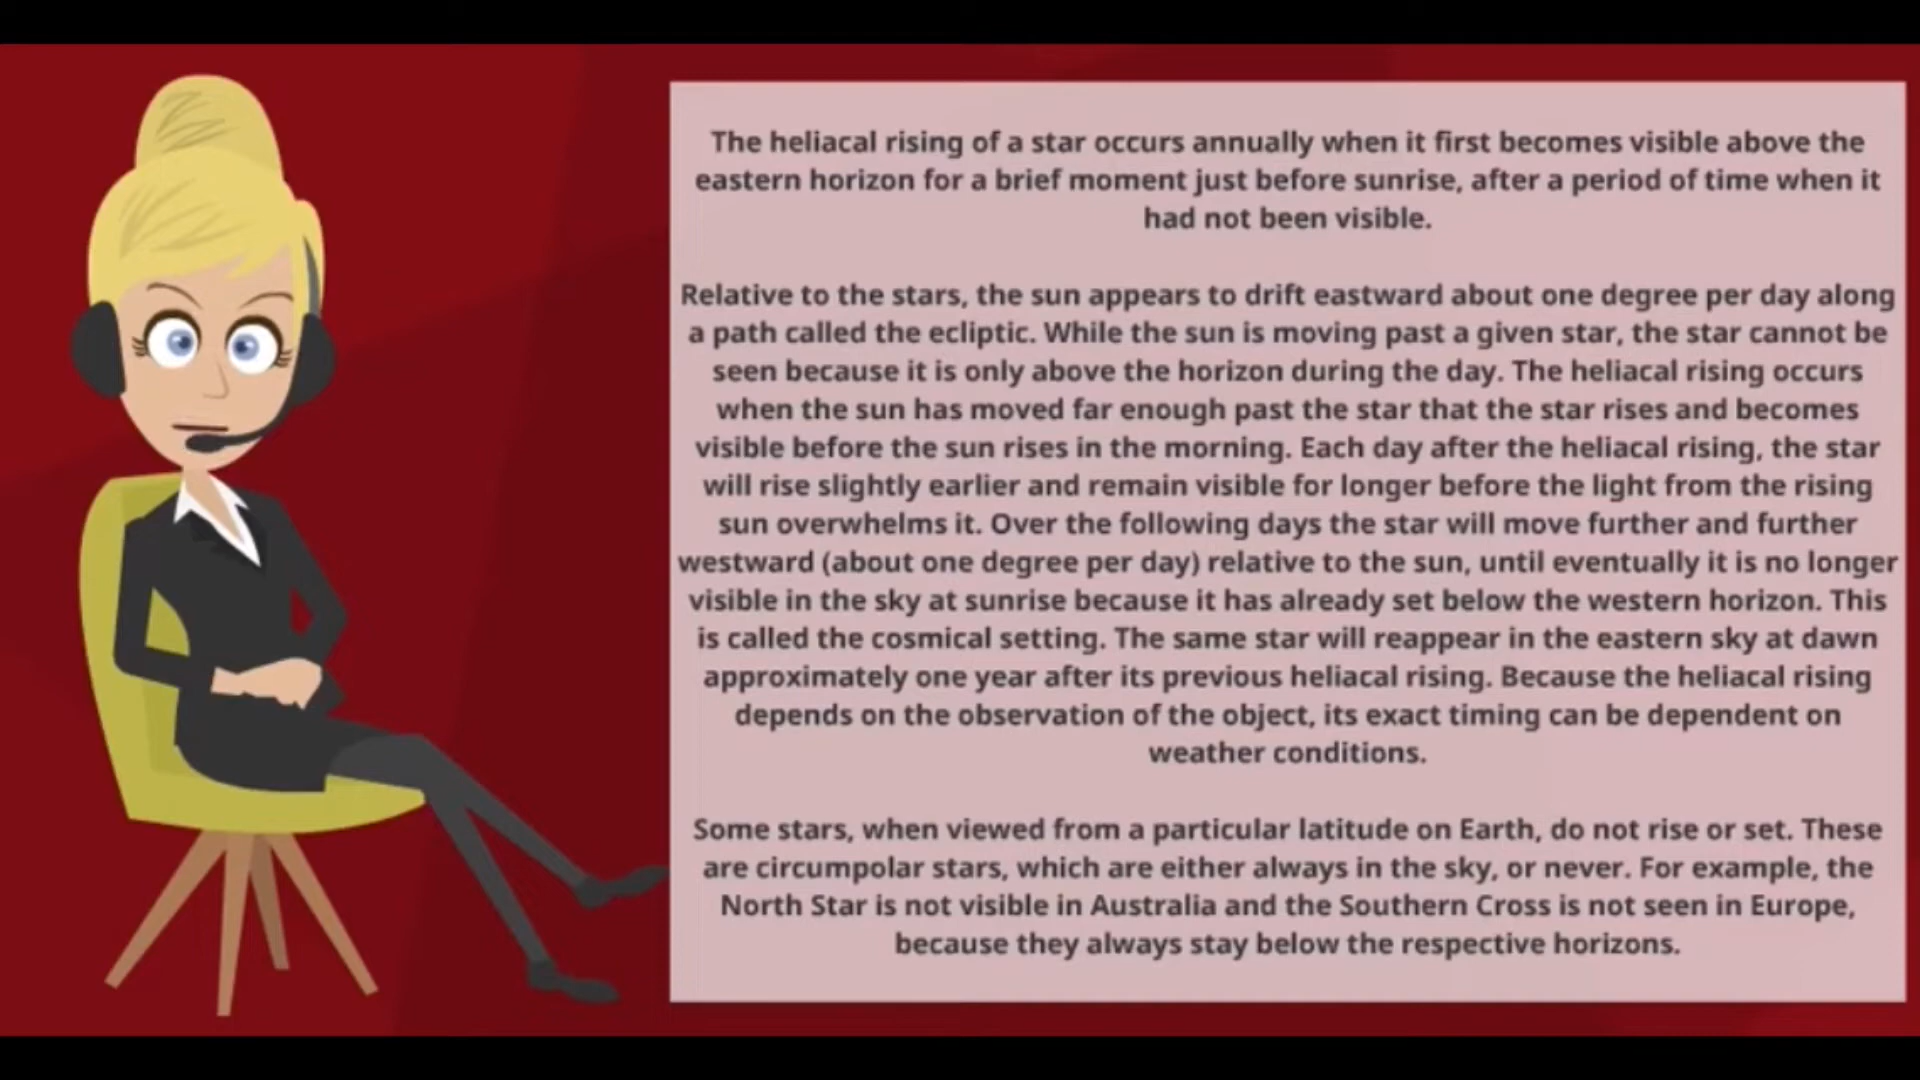 The heliacal rising of a star occurs annually when it first becomes visible above the
eastern horizon for a brief moment just before sunrise, after a period of time when it
had not been visible.
Relative to the stars, the sun appears to drift eastward about one degree per day along
a path called the ecliptic. While the sun is moving past a given star, the star cannot be
seen because it is only above the horizon during the day. The heliacal rising occurs
when the sun has moved far enough past the star that the star rises and becomes
visible before the sun rises in the morning. Each day after the heliacal rising, the star
will rise slightly earlier and remain visible for longer before the light from the rising
sun overwhelms it. Over the following days the star will move further and further
westward (about one degree per day) relative to the sun, until eventually it is no longer
visible in the sky at sunrise because it has already set below the western horizon. This
is called the cosmical setting. The same star will reappear in the eastern sky at dawn
approximately one year after its previous heliacal rising. Because the heliacal rising
depends on the observation of the object, its exact timing can be dependent on
weather conditions.
Some stars, when viewed from a particular latitude on Earth, do not rise or set. These
are circumpolar stars, which are either always in the sky, or never. For example, the
North Star is not visible in Australia and the Southern Cross is not seen in Europe,
because they always stay below the respective horizons.